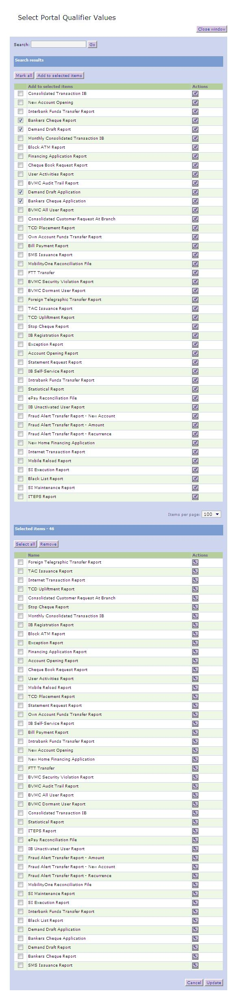 Select Portal Qualifier Values
Close window
Search: Go
Search results
Mark all Add to selected items
Add to selected items Actions
Consolidated Transaction IB
New Account Opening
Interbank Funds Transfer Report
Bankers Cheque Report
Demand Draft Report
Monthly Consolidated Transaction IB
Block ATM Report
Financing Application Report
Cheque Book Request Report
User Activities Report
BVMC Audit Trail Report
Demand Draft Application
Bankers Cheque Application
BVMC All User Report
Consolidated Customer Request At Branch
TCD Placement Report
Own Account Funds Transfer Report
Bill Payment Report
SMS Issuance Report
MobilityOne Reconciliation File
FTT Transfer
BVMC Security Violation Report
BVMC Dormant User Report
Foreign Telegraphic Transfer Report
TAC Issuance Report
TCD Upliftment Report
Stop Cheque Report
IB Registration Report
Exception Report
Account Opening Report
Statement Request Report
IB Self-Service Report
Intrabank Funds Transfer Report
Statistical Report
ePay Reconciliation File
IB Unactivated User Report
Fraud Alert Transfer Report - New Account
Fraud Alert Transfer Report - Amount
Fraud Alert Transfer Report - Recurrence
New Home Financing Application
Internet Transaction Report
Mobile Reload Report
SI Execution Report
Black List Report
SI Maintenance Report
ITEPS Report
Items per page: 100
Selected items - 46
Select all Remove
Name Actions
Foreign Telegraphic Transfer Report
TAC Issuance Report
Internet Transaction Report
TCD Upliftment Report
Consolidated Customer Request At Branch
Stop Cheque Report
Monthly Consolidated Transaction IB
IB Registration Report
Block ATM Report
Exception Report
Financing Application Report
Account Opening Report
Cheque Book Request Report
User Activities Report
Mobile Reload Report
TCD Placement Report
Statement Request Report
Own Account Funds Transfer Report
IB Self-Service Report
Bill Payment Report
Intrabank Funds Transfer Report
New Account Opening
New Home Financing Application
FTT Transfer
BVMC Security Violation Report
BVMC Audit Trail Report
BVMC All User Report
BVMC Dormant User Report
Consolidated Transaction IB
Statistical Report
ITEPS Report
ePay Reconciliation File
IB Unactivated User Report
Fraud Alert Transfer Report - Amount
Fraud Alert Transfer Report - New Account
Fraud Alert Transfer Report - Recurrence
MobilityOne Reconciliation File
SI Maintenance Report
SI Execution Report
Interbank Funds Transfer Report
Black List Report
Demand Draft Application
Bankers Cheque Application
Demand Draft Report
Bankers Cheque Report
SMS Issuance Report
Cancel Update